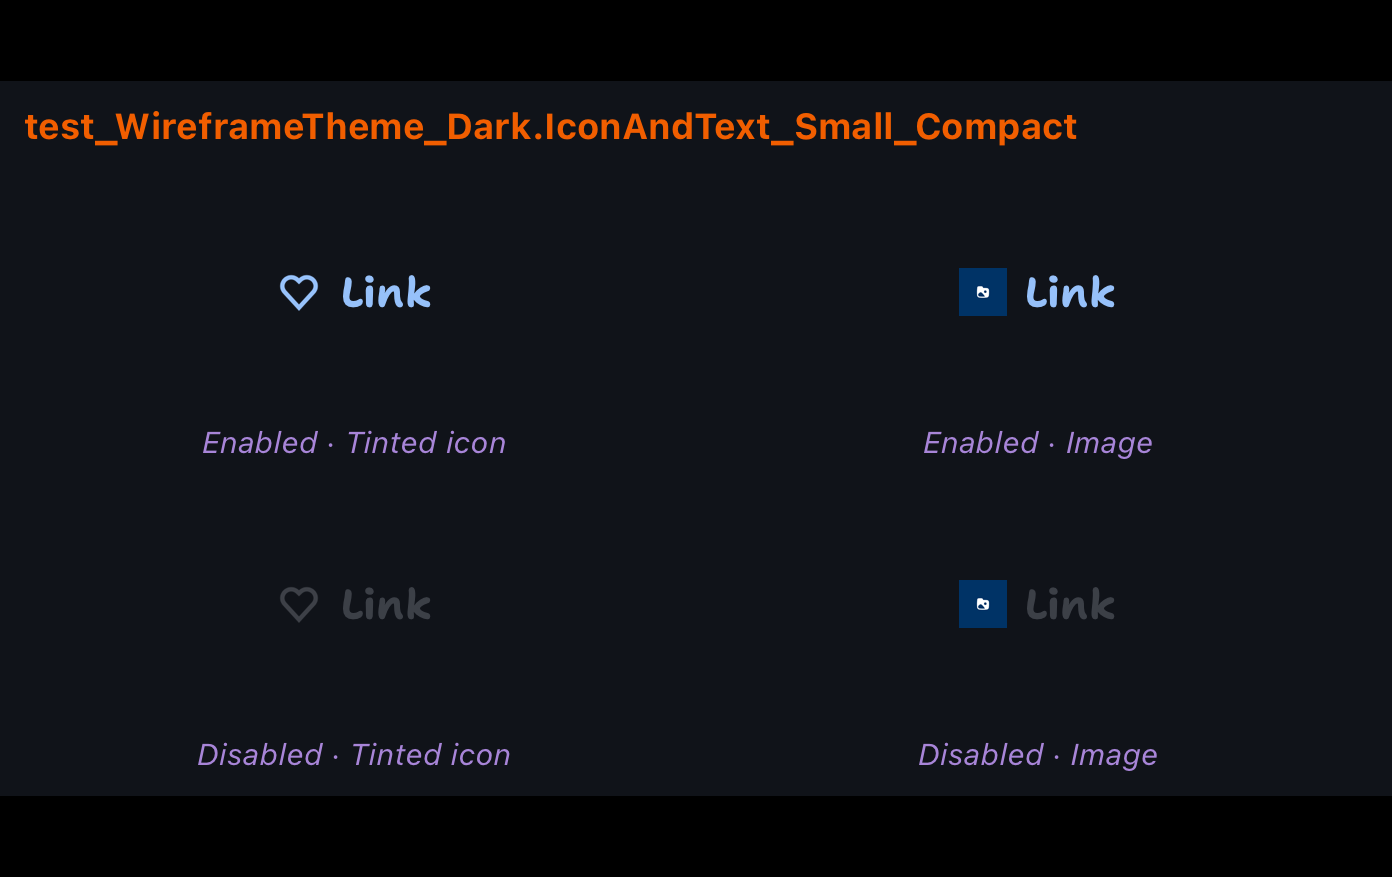 test_WireframeTheme_Dark.IconAndText_Small_Compact
Link
Link
Enabled · Tinted icon
Enabled · Image
Link
Link
Disabled · Tinted icon
Disabled · Image